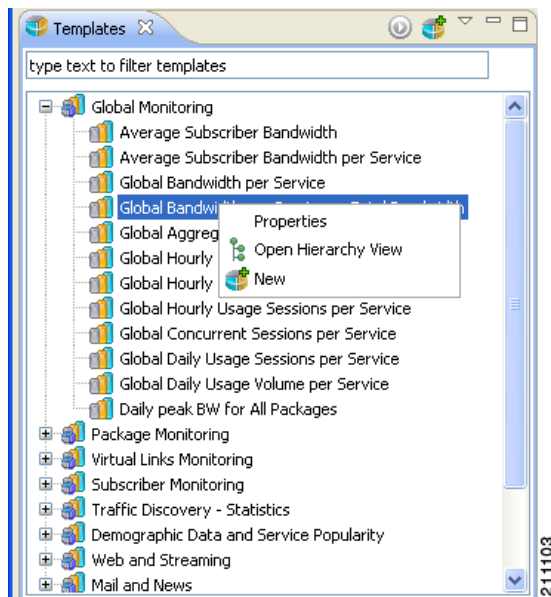 Templates
type text to filter templates
Global Monitoring
Average Subscriber Bandwidth
Average Subscriber Bandwidth per Service
Global Bandwidth per Service
Global Bandwidth
Properties
Global Aggreg
Open Hierarchy View
Global Hourly
New
Global Hourly
Global Hourly Usage Sessions per Service
Global Concurrent Sessions per Service
Global Daily Usage Sessions per Service
Global Daily Usage Volume per Service
Daily peak BW for All Packages
Package Monitoring
Virtual Links Monitoring
Subscriber Monitoring
Traffic Discovery - Statistics
Demographic Data and Service Popularity
Web and Streaming
Mail and News
211103